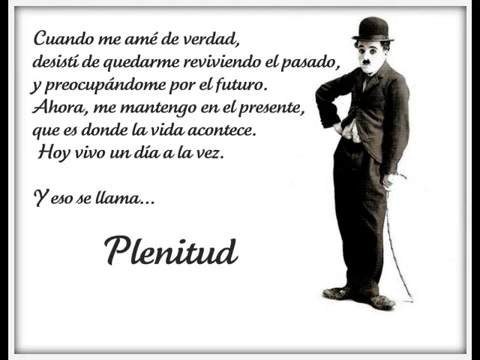 Cuando me amé de verdad,
desistí de quedarme reviviendo el pasado,
y preocupándome por el futuro.
Ahora, me mantengo en el presente,
que es donde la vida acontece.
Hoy vivo un día a la vez.
Y eso se llama...
Plenitud